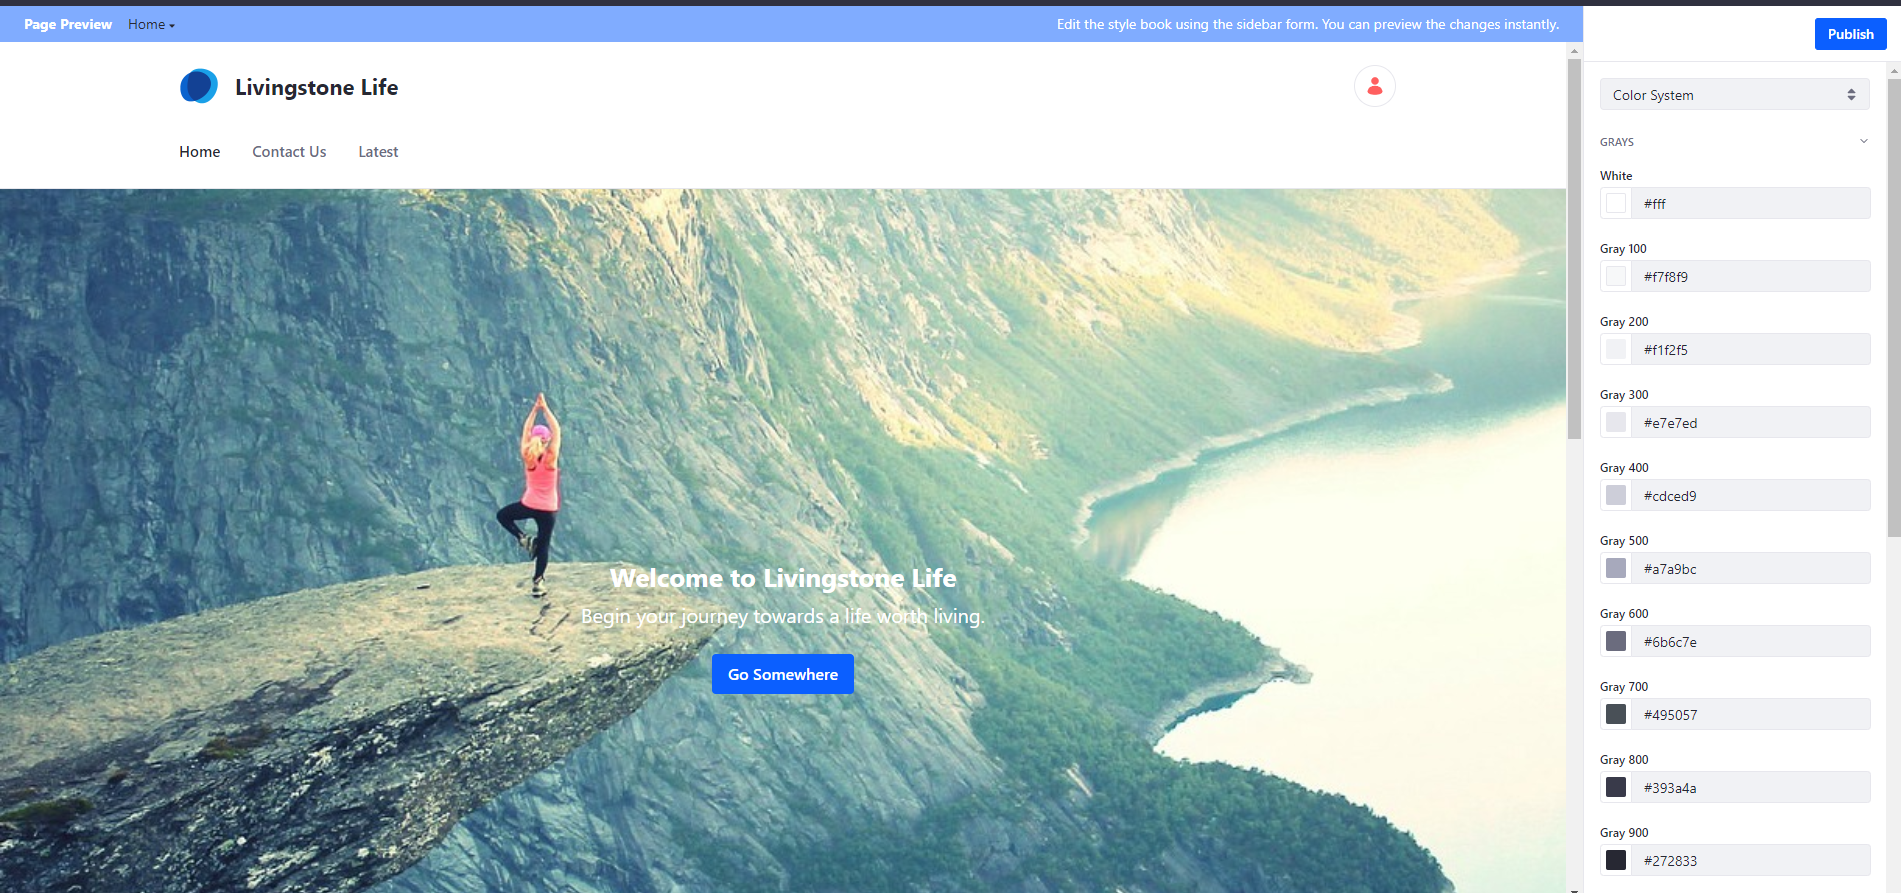 Page Preview Home
Edit the style book using the sidebar form. You can preview the changes instantly.
Publish
Livingstone Life
Home Contact Us Latest
Welcome to Livingstone Life
Begin your journey towards a life worth living.
Go Somewhere
Color System
GRAYS
White
#fff
Gray 100
#f7f8f9
Gray 200
#f1f2f5
Gray 300
#e7e7ed
Gray 400
#cdced9
Gray 500
#a7a9bc
Gray 600
#6b6c7e
Gray 700
#495057
Gray 800
#393a4a
Gray 900
#272833